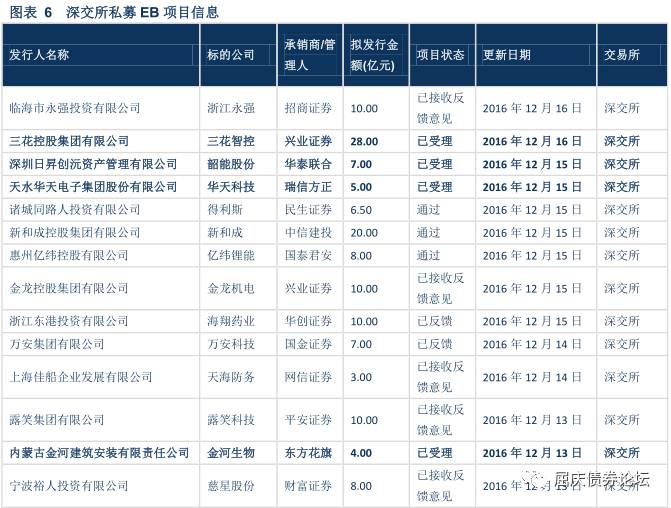 图表 6 深交所私募 EB 项目信息
发行人名称 标的公司 承销商/管理人 拟发行金额(亿元) 项目状态 更新日期 交易所
临海市永强投资有限公司 浙江永强 招商证券 10.00 已接收反馈意见 2016 年 12 月 16 日 深交所
三花控股集团有限公司 三花智控 兴业证券 28.00 已受理 2016 年 12 月 16 日 深交所
深圳日昇创沅资产管理有限公司 韶能股份 华泰联合 7.00 已受理 2016 年 12 月 15 日 深交所
天水华天电子集团股份有限公司 华天科技 瑞信方正 5.00 已受理 2016 年 12 月 15 日 深交所
诸城同路人投资有限公司 得利斯 民生证券 6.50 通过 2016 年 12 月 15 日 深交所
新和成控股集团有限公司 新和成 中信建投 20.00 通过 2016 年 12 月 15 日 深交所
惠州亿纬控股有限公司 亿纬锂能 国泰君安 8.00 通过 2016 年 12 月 15 日 深交所
金龙控股集团有限公司 金龙机电 兴业证券 10.00 已接收反馈意见 2016 年 12 月 15 日 深交所
浙江东港投资有限公司 海翔药业 华创证券 10.00 已反馈 2016 年 12 月 15 日 深交所
万安集团有限公司 万安科技 国金证券 7.00 已反馈 2016 年 12 月 14 日 深交所
上海佳船企业发展有限公司 天海防务 网信证券 3.00 已接收反馈意见 2016 年 12 月 14 日 深交所
露笑集团有限公司 露笑科技 平安证券 10.00 已接收反馈意见 2016 年 12 月 13 日 深交所
内蒙古金河建筑安装有限责任公司 金河生物 东方花旗 4.00 已受理 2016 年 12 月 13 日 深交所
宁波裕人投资有限公司 慈星股份 财富证券 8.00 已接收反馈意见 2016 年 12 月 13 日 深交所
屈庆债券论坛